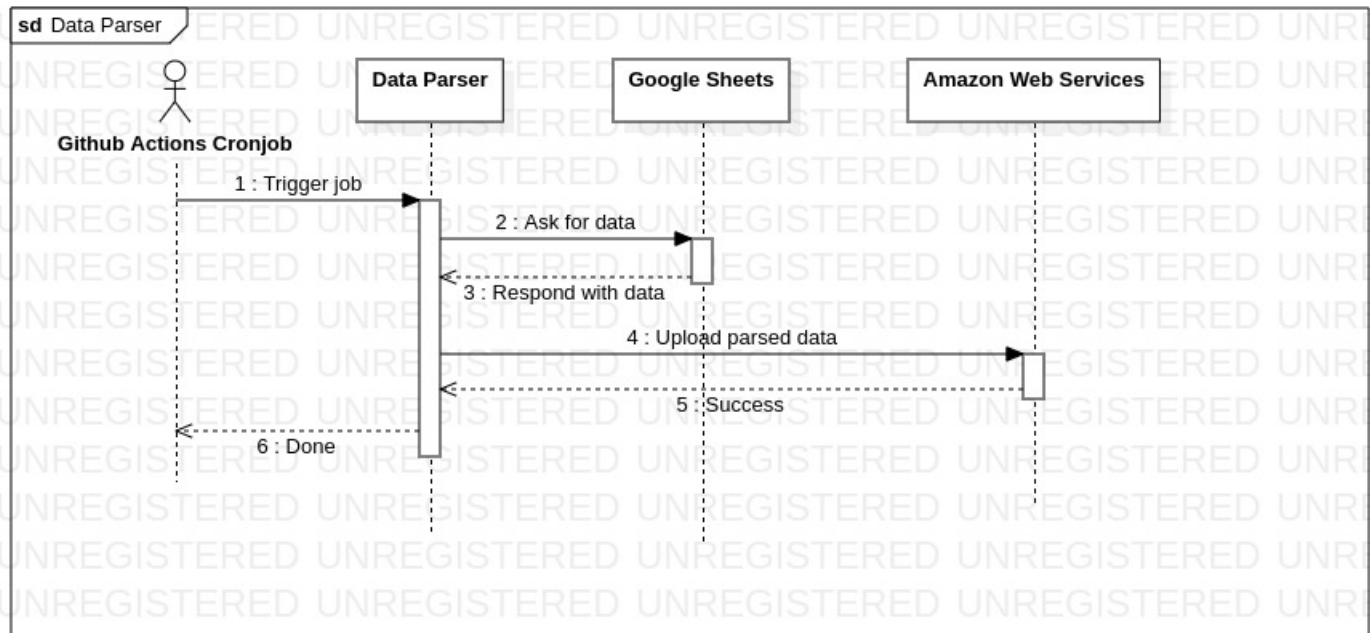 sd Data Parser
Data Parser
Google Sheets
Amazon Web Services
Github Actions Cronjob
1 : Trigger job
2 : Ask for data
3 : Respond with data
4 : Upload parsed data
5 : Success
6 : Done
UNREGISTERED